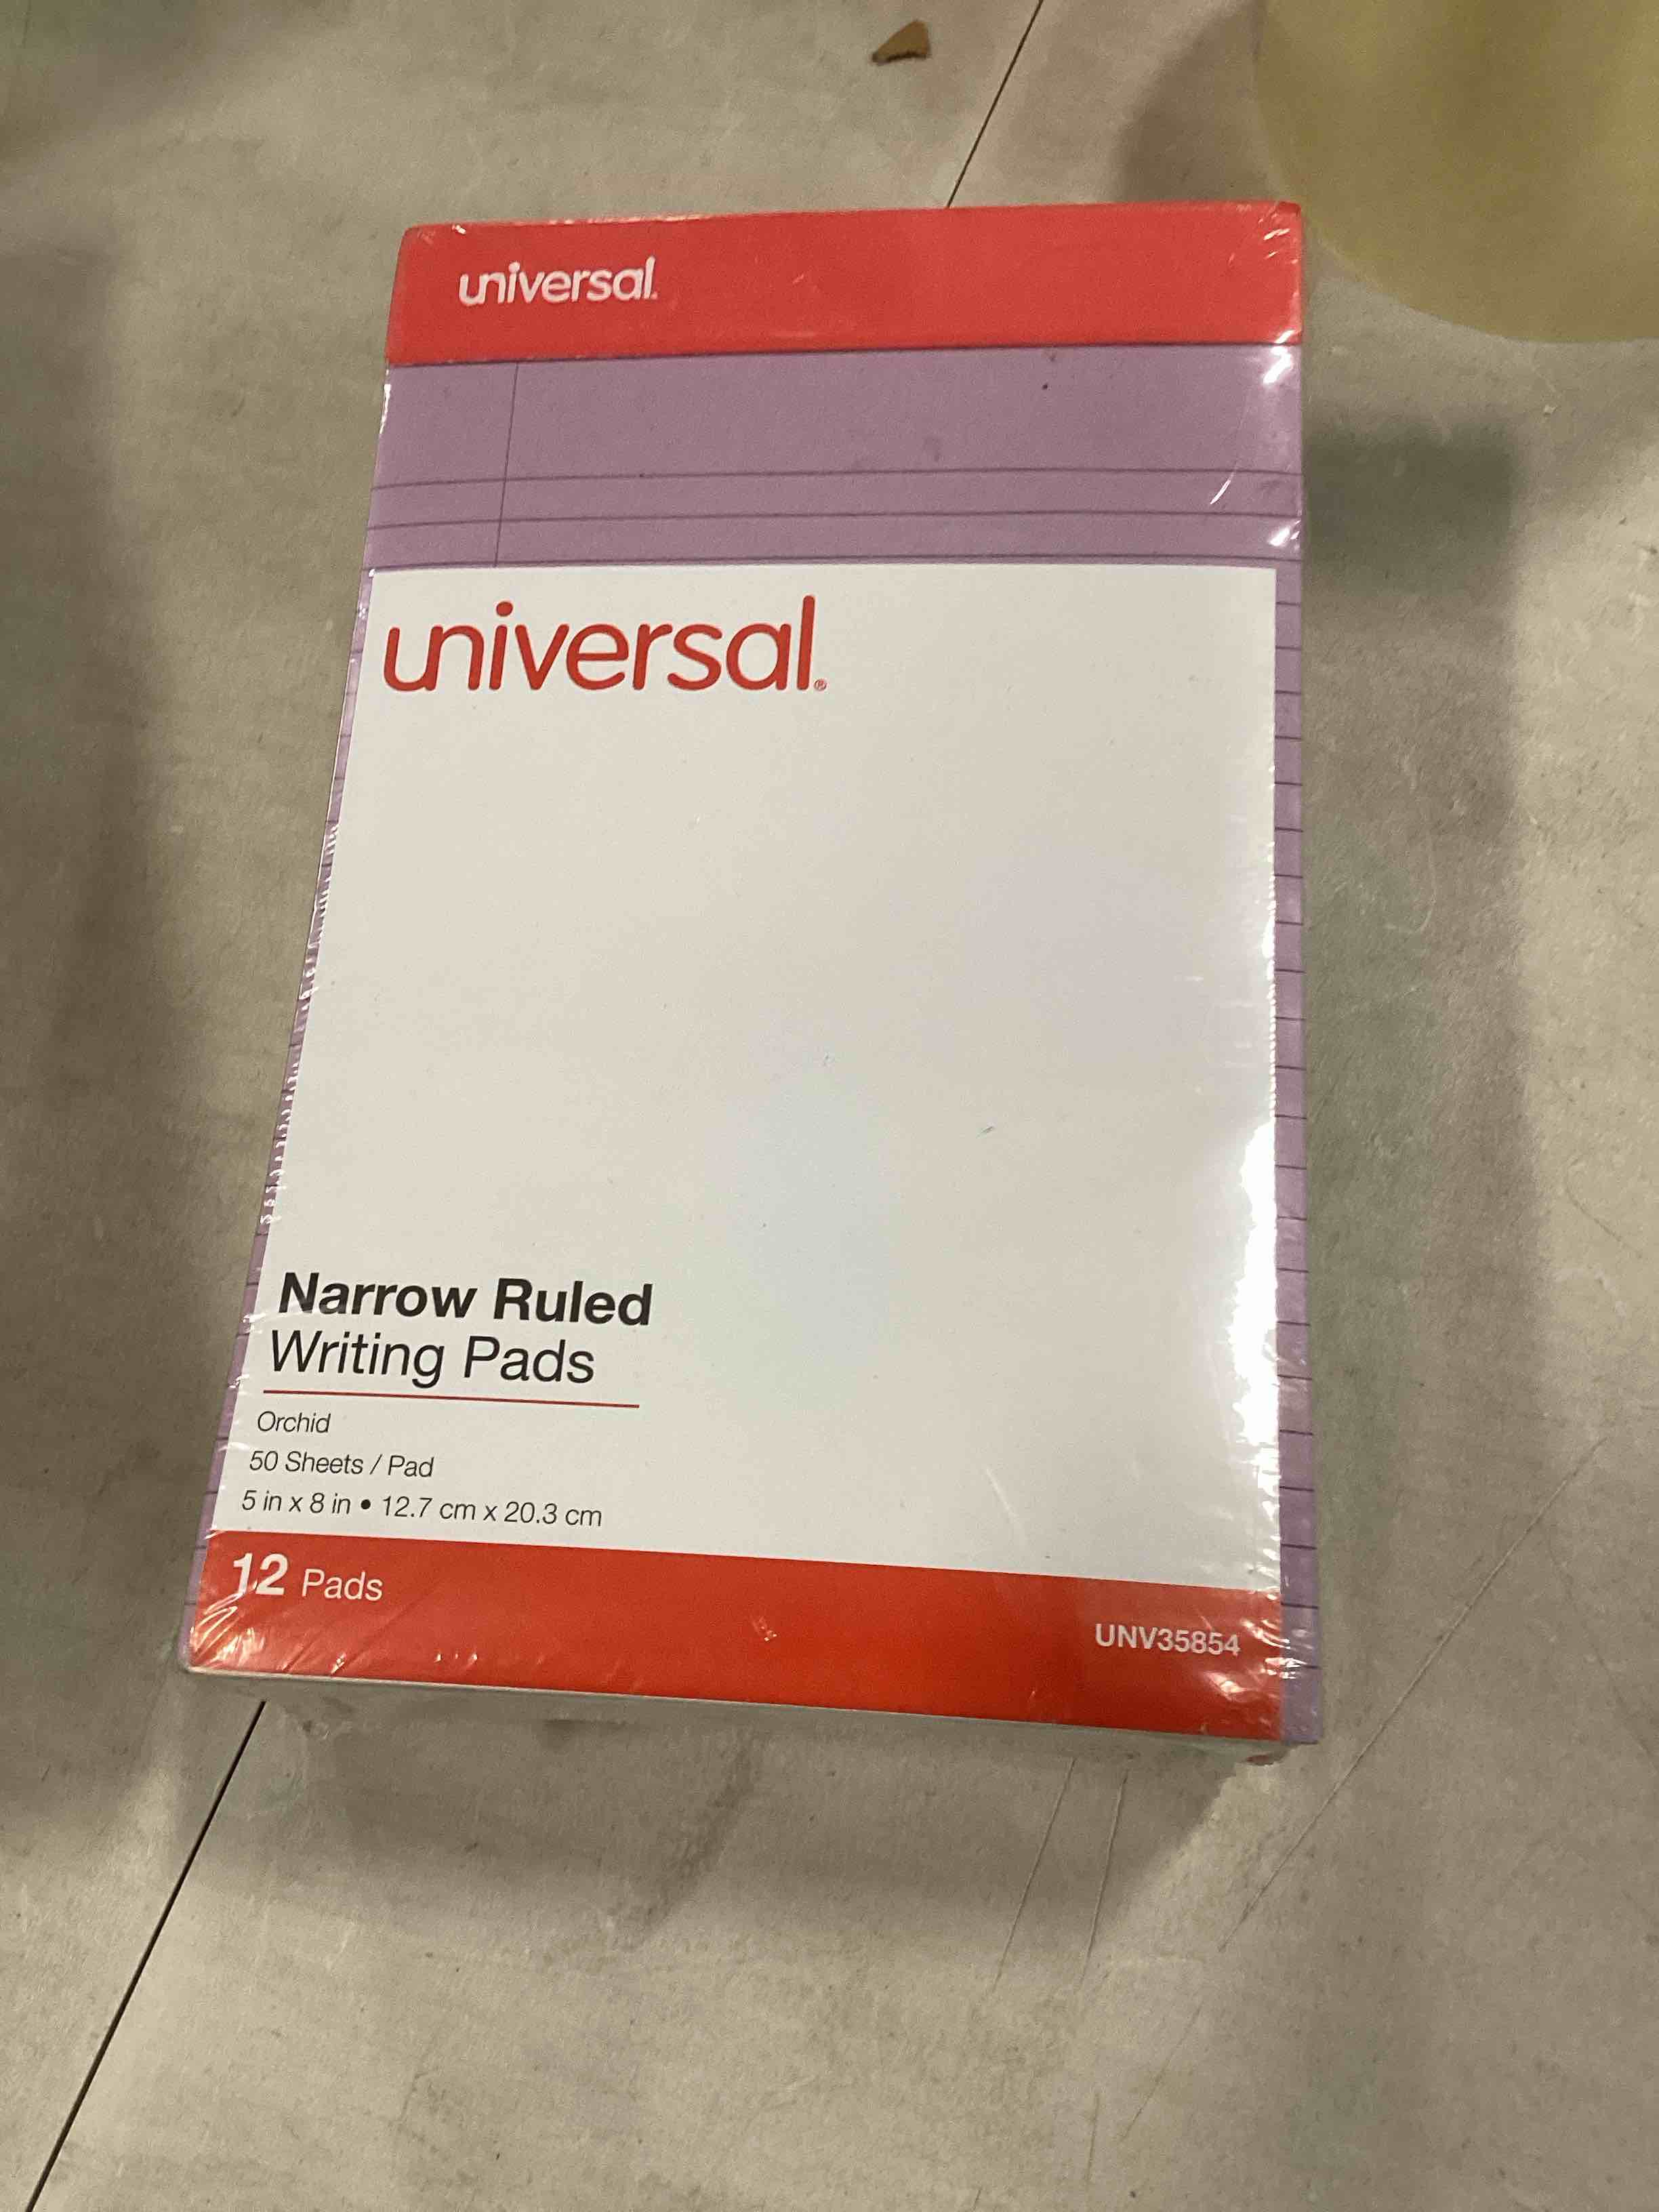 universal.
universal.®
Narrow Ruled
Writing Pads
Orchid
50 Sheets / Pad
5 in x 8 in • 12.7 cm x 20.3 cm
12 Pads
UNV35854